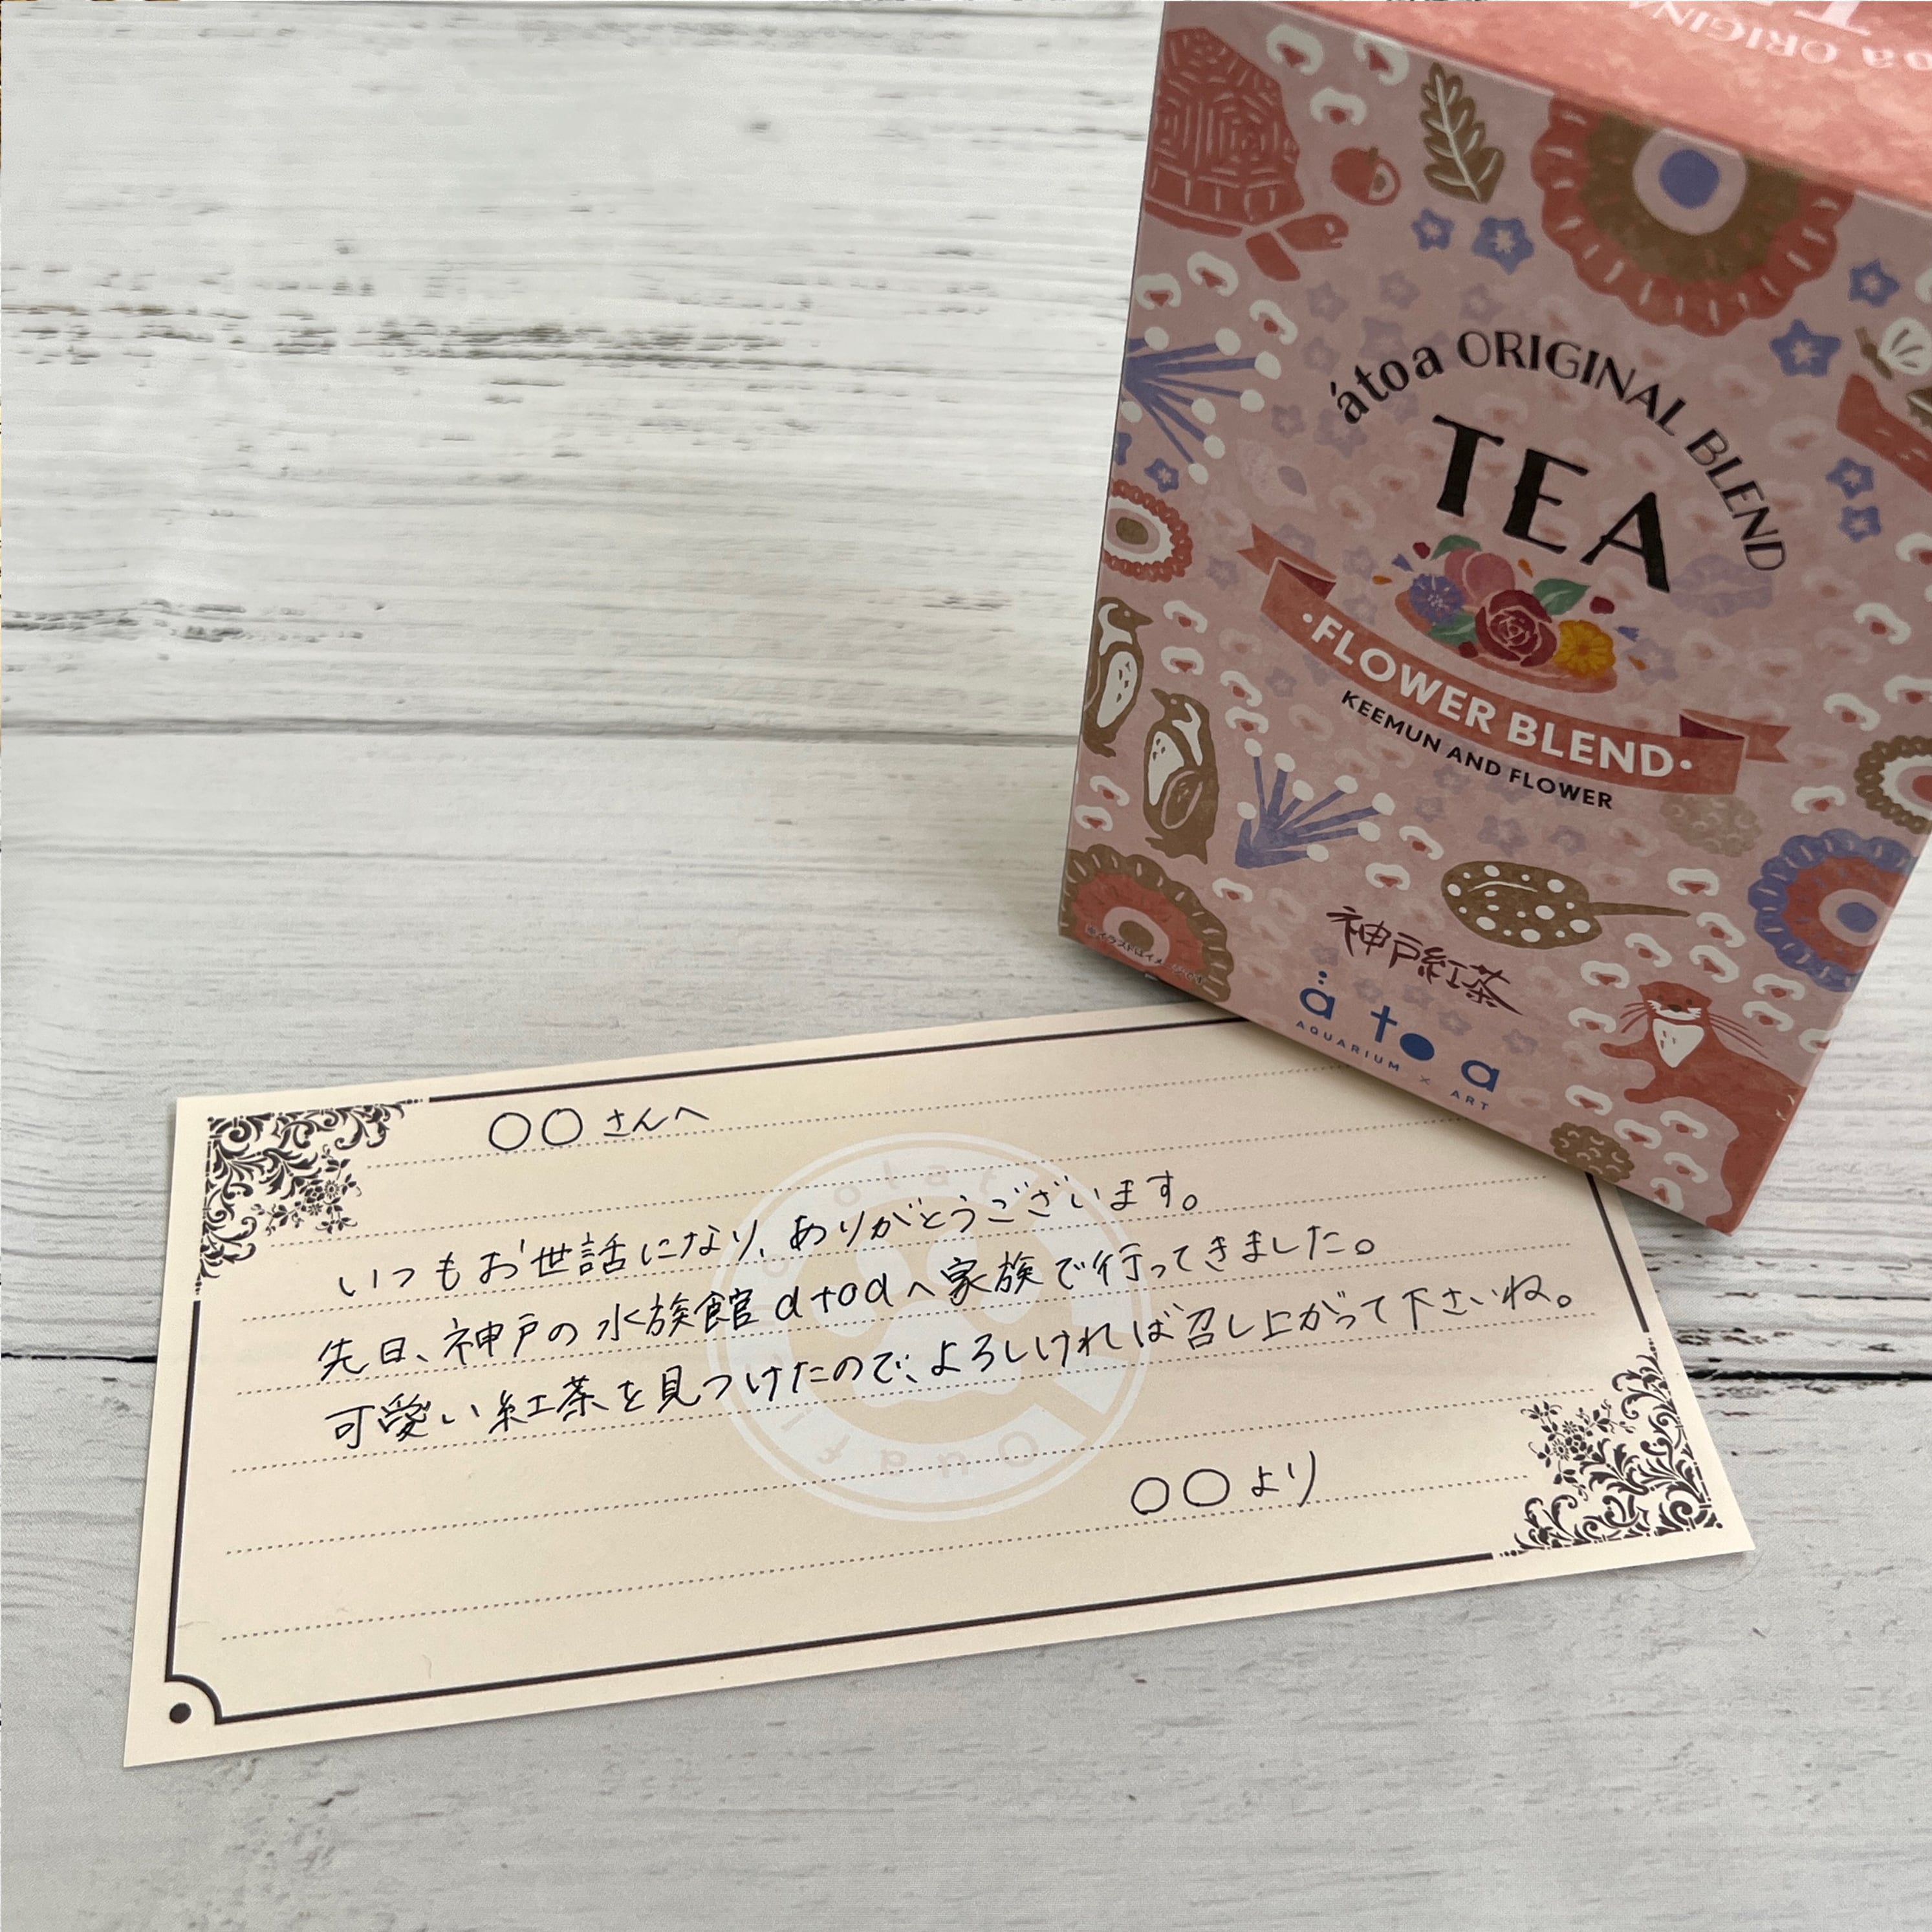 átoa ORIGINAL BLEND
TEA
・FLOWER BLEND・
KEEMUN AND FLOWER
神戸紅茶
átoa
AQUARIUM × ART
〇〇さんへ
いつもお世話になり、ありがとうございます。
先日、神戸の水族館atoaへ家族で行ってきました。
可愛い紅茶を見つけたので、よろしければ召し上がって下さいね。
〇〇より